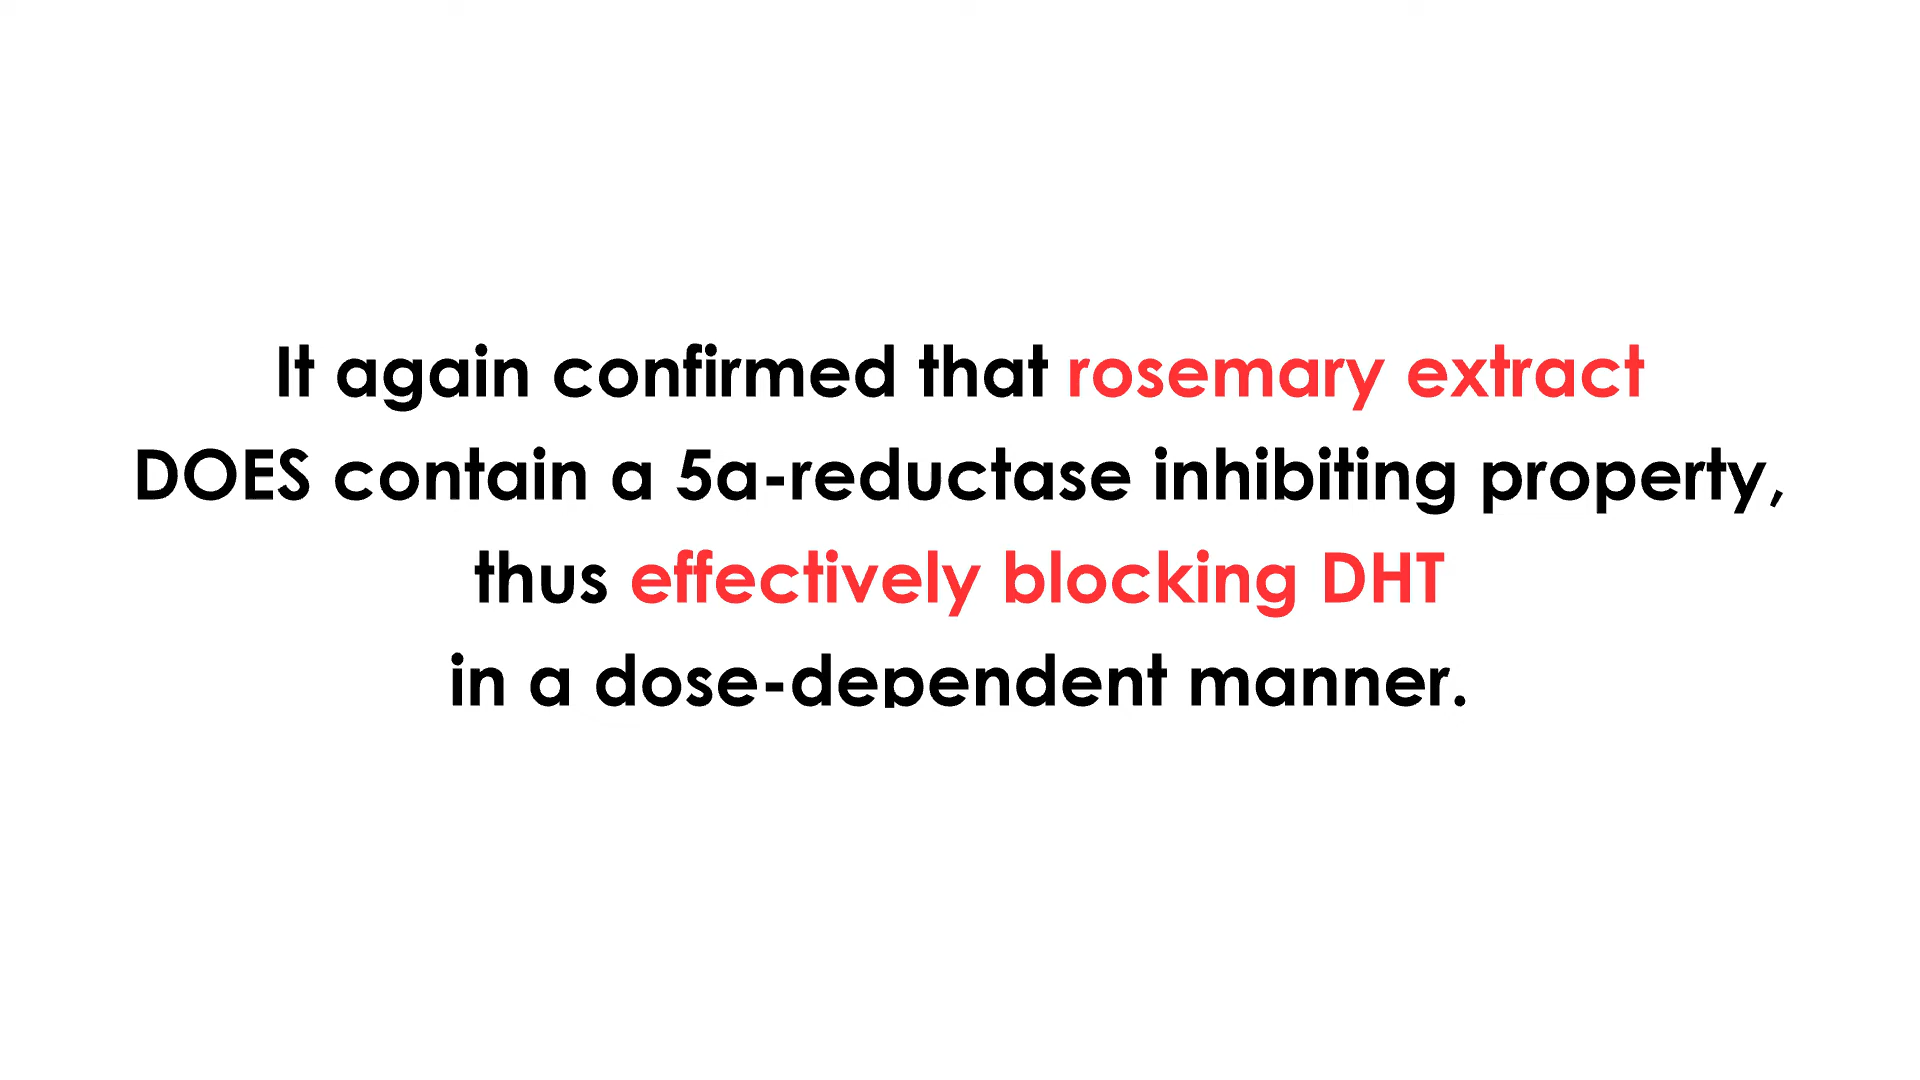 It again confirmed that rosemary extract
DOES contain a 5a-reductase inhibiting property,
thus effectively blocking DHT
in a dose-dependent manner.